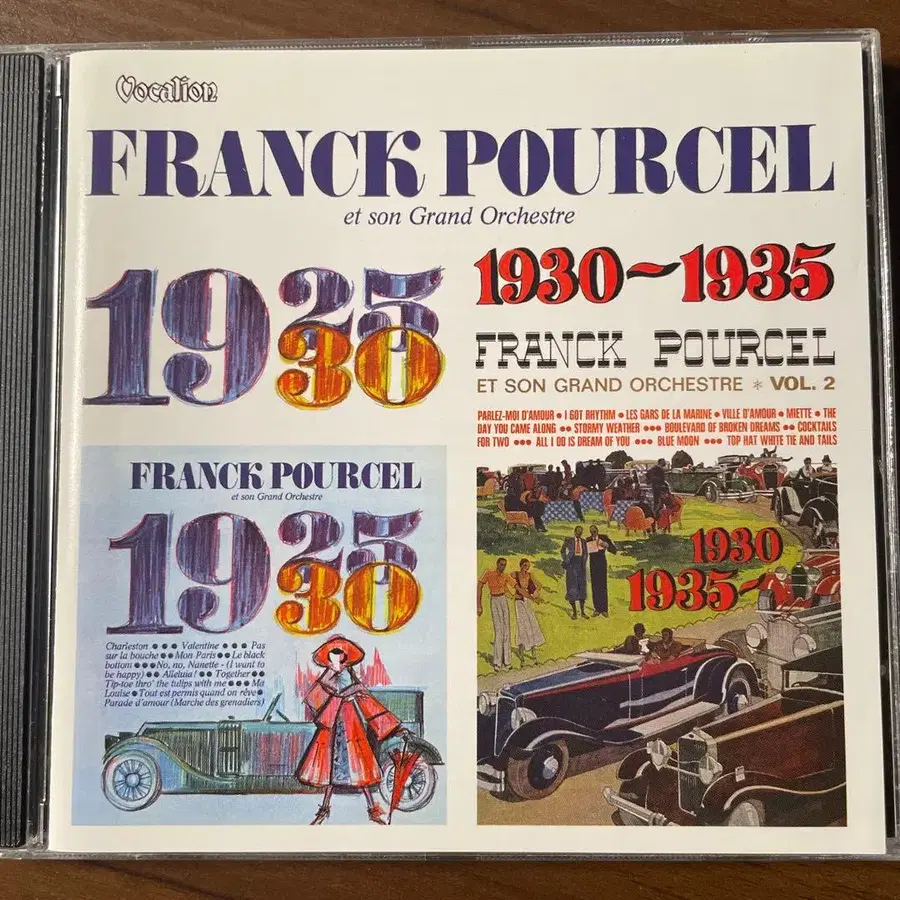 Vocalion
FRANCK POURCEL
et son Grand Orchestre
1925
30
1930~1935
FRANCK POURCEL
ET SON GRAND ORCHESTRE * VOL. 2
PARLEZ-MOI D'AMOUR • I GOT RHYTHM • LES GARS DE LA MARINE • VILLE D'AMOUR • MIETTE • THE
DAY YOU CAME ALONG •• STORMY WEATHER ••• BOULEVARD OF BROKEN DREAMS •• COCKTAILS
FOR TWO ••• ALL I DO IS DREAM OF YOU ••• BLUE MOON ••• TOP HAT WHITE TIE AND TAILS
FRANCK POURCEL
et son Grand Orchestre
1925
30
Charleston ••• Valentine ••• Pas
sur la bouche •• Mon Paris •• Le black
bottom •••No, no, Nanette - (I want to
be happy) •• Alleluia! •• Together ••
Tip-toe thro' the tulips with me ••• Ma
Louise • Tout est permis quand on rêve •
Parade d'amour (Marche des grenadiers)
1930
1935~